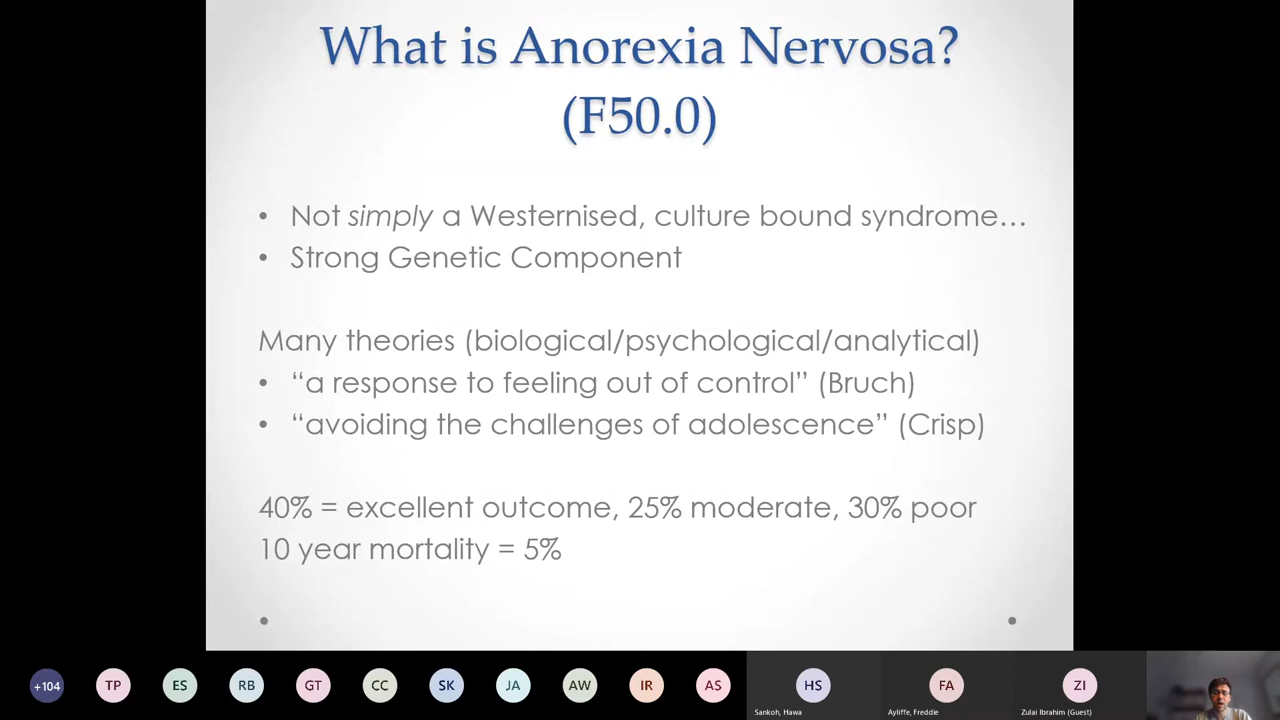 What is Anorexia Nervosa?
(F50.0)
• Not simply a Westernised, culture bound syndrome…
• Strong Genetic Component
Many theories (biological/psychological/analytical)
• “a response to feeling out of control” (Bruch)
• “avoiding the challenges of adolescence” (Crisp)
40% = excellent outcome, 25% moderate, 30% poor
10 year mortality = 5%
+104 TP ES RB GT CC SK JA AW IR AS HS FA ZI
Sankoh, Hawa Ayliffe, Freddie Zulai Ibrahim (Guest)